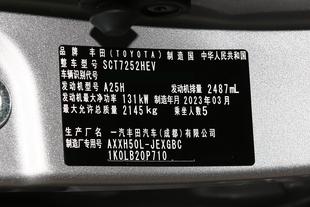 品牌 丰田(TOYOTA) 制造国 中华人民共和国
整车型号 SCT7252HEV
车辆识别代号
发动机型号 A25H 发动机排量 2487mL
发动机最大净功率 131kW 制造年月 2023年03月
最大允许总质量 2145kg 乘坐人数 5
生产厂名 一汽丰田汽车(成都)有限公司
制造厂商产品型号 AXXH50L-JEXGBC
1K0LB20P710